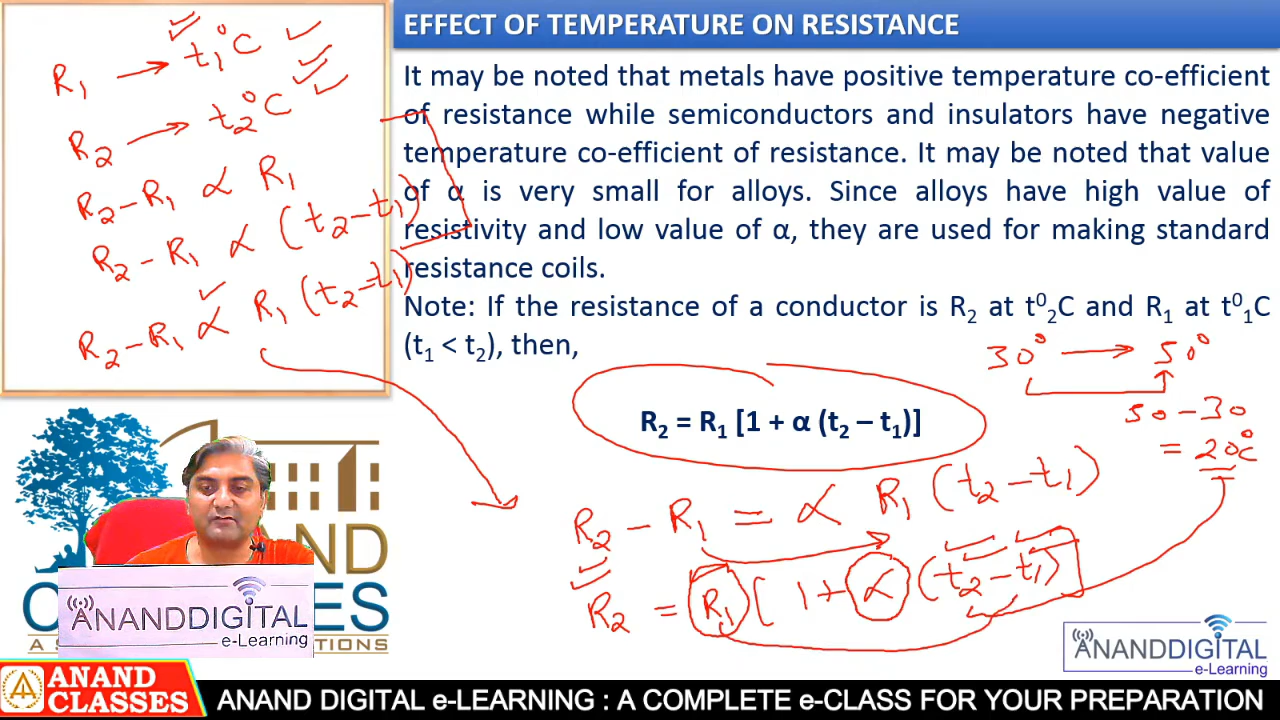 EFFECT OF TEMPERATURE ON RESISTANCE
It may be noted that metals have positive temperature co-efficient
of resistance while semiconductors and insulators have negative
temperature co-efficient of resistance. It may be noted that value
of α is very small for alloys. Since alloys have high value of
resistivity and low value of α, they are used for making standard
resistance coils.
Note: If the resistance of a conductor is R₂ at t⁰₂C and R₁ at t⁰₁C
(t₁ < t₂), then,
R₂ = R₁ [1 + α (t₂ – t₁)]
R₁ → t₁°C
R₂ → t₂°C
R₂ – R₁ ∝ R₁
R₂ – R₁ ∝ (t₂ – t₁)
R₂ – R₁ ∝ R₁ (t₂ – t₁)
30° → 50°
50 – 30
= 20°C
R₂ – R₁ = α R₁ (t₂ – t₁)
R₂ = R₁ [ 1 + α (t₂ – t₁)
ND
ANANDDIGITAL
e-Learning
TIONS
ANANDDIGITAL
e-Learning
ANAND
CLASSES
ANAND DIGITAL e-LEARNING : A COMPLETE e-CLASS FOR YOUR PREPARATION